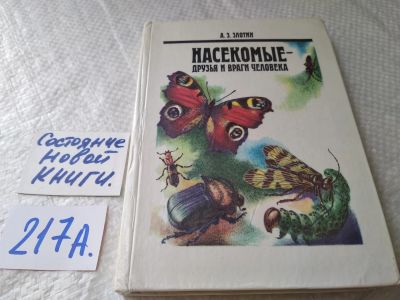 А. З. ЗЛОТИН
НАСЕКОМЫЕ-
ДРУЗЬЯ И ВРАГИ ЧЕЛОВЕКА
Состояние
новой
КНИГИ.
217А.